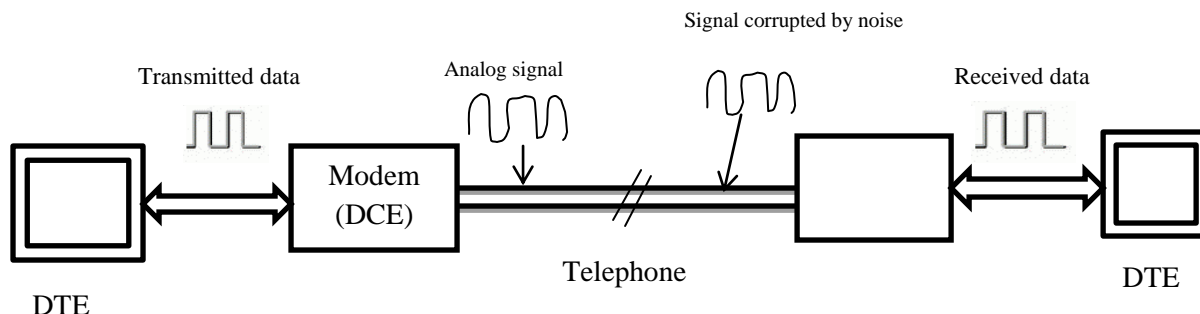 Signal corrupted by noise
Transmitted data
Analog signal
Received data
Modem
(DCE)
Telephone
DTE
DTE